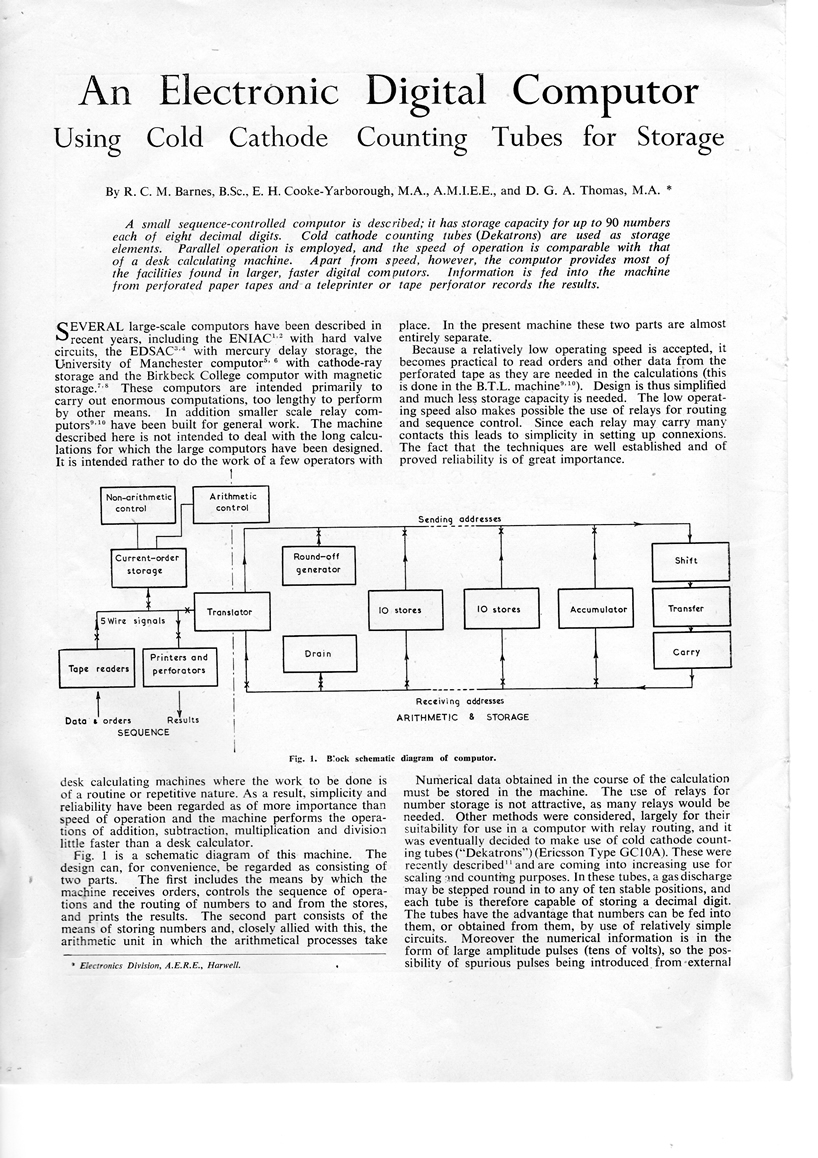 An Electronic Digital Computor
Using Cold Cathode Counting Tubes for Storage
By R. C. M. Barnes, B.Sc., E. H. Cooke-Yarborough, M.A., A.M.I.E.E., and D. G. A. Thomas, M.A. *
A small sequence-controlled computor is described; it has storage capacity for up to 90 numbers
each of eight decimal digits. Cold cathode counting tubes (Dekatrons) are used as storage
elements. Parallel operation is employed, and the speed of operation is comparable with that
of a desk calculating machine. Apart from speed, however, the computor provides most of
the facilities found in larger, faster digital computors. Information is fed into the machine
from perforated paper tapes and a teleprinter or tape perforator records the results.
SEVERAL large-scale computors have been described in
recent years, including the ENIAC1,2 with hard valve
circuits, the EDSAC3,4 with mercury delay storage, the
University of Manchester computor5, 6 with cathode-ray
storage and the Birkbeck College computor with magnetic
storage.7,8 These computors are intended primarily to
carry out enormous computations, too lengthy to perform
by other means. In addition smaller scale relay com-
putors9,10 have been built for general work. The machine
described here is not intended to deal with the long calcu-
lations for which the large computors have been designed.
It is intended rather to do the work of a few operators with
place. In the present machine these two parts are almost
entirely separate.
Because a relatively low operating speed is accepted, it
becomes practical to read orders and other data from the
perforated tape as they are needed in the calculations (this
is done in the B.T.L. machine9,10). Design is thus simplified
and much less storage capacity is needed. The low operat-
ing speed also makes possible the use of relays for routing
and sequence control. Since each relay may carry many
contacts this leads to simplicity in setting up connexions.
The fact that the techniques are well established and of
proved reliability is of great importance.
Non-arithmetic
control
Arithmetic
control
Sending addresses
Current-order
storage
Round-off
generator
Shift
Translator
10 stores
10 stores
Accumulator
Transfer
5 Wire signals
Tape readers
Printers and
perforators
Drain
Carry
Data & orders
Results
SEQUENCE
Receiving addresses
ARITHMETIC & STORAGE
Fig. 1. Block schematic diagram of computor.
desk calculating machines where the work to be done is
of a routine or repetitive nature. As a result, simplicity and
reliability have been regarded as of more importance than
speed of operation and the machine performs the opera-
tions of addition, subtraction, multiplication and division
little faster than a desk calculator.
Fig. 1 is a schematic diagram of this machine. The
design can, for convenience, be regarded as consisting of
two parts. The first includes the means by which the
machine receives orders, controls the sequence of opera-
tions and the routing of numbers to and from the stores,
and prints the results. The second part consists of the
means of storing numbers and, closely allied with this, the
arithmetic unit in which the arithmetical processes take
* Electronics Division, A.E.R.E., Harwell.
Numerical data obtained in the course of the calculation
must be stored in the machine. The use of relays for
number storage is not attractive, as many relays would be
needed. Other methods were considered, largely for their
suitability for use in a computor with relay routing, and it
was eventually decided to make use of cold cathode count-
ing tubes ("Dekatrons") (Ericsson Type GC10A). These were
recently described11 and are coming into increasing use for
scaling and counting purposes. In these tubes, a gas discharge
may be stepped round in to any of ten stable positions, and
each tube is therefore capable of storing a decimal digit.
The tubes have the advantage that numbers can be fed into
them, or obtained from them, by use of relatively simple
circuits. Moreover the numerical information is in the
form of large amplitude pulses (tens of volts), so the pos-
sibility of spurious pulses being introduced from external